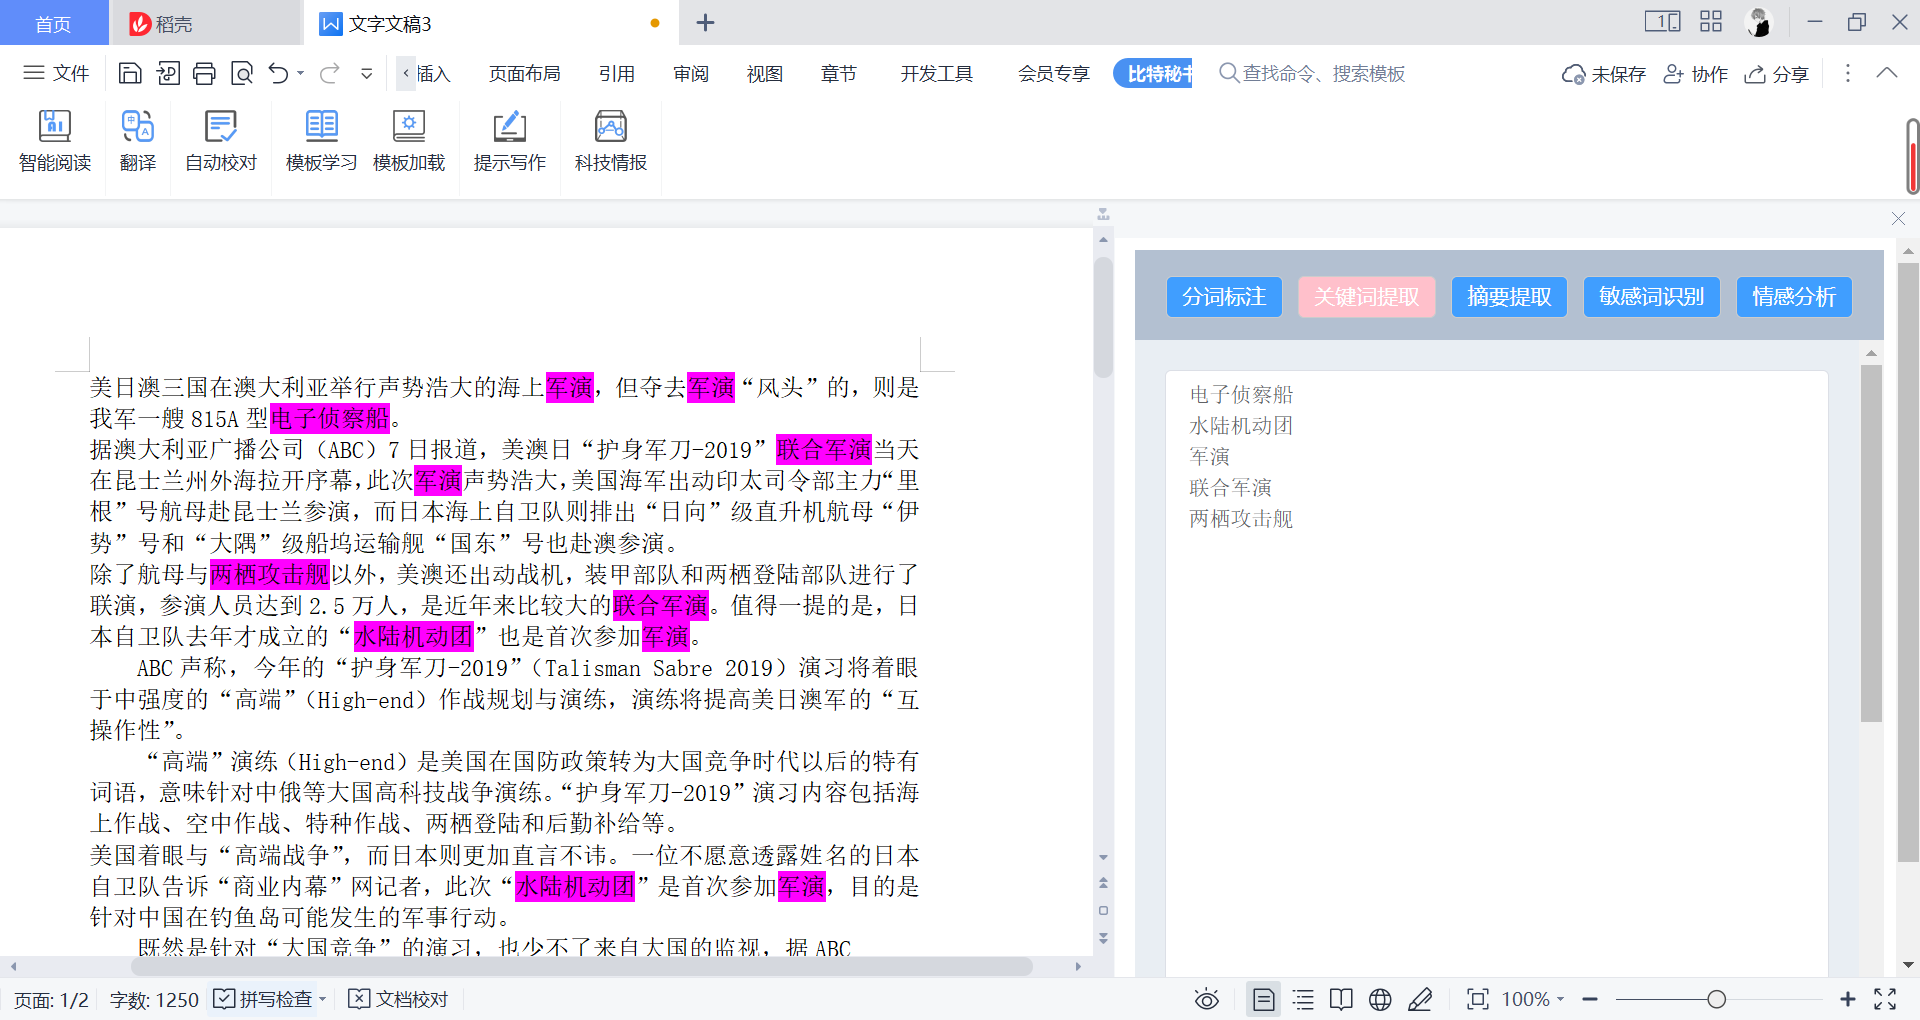 首页 稻壳 文字文稿3
文件 插入 页面布局 引用 审阅 视图 章节 开发工具 会员专享 比特秘书 查找命令、搜索模板 未保存 协作 分享
智能阅读 翻译 自动校对 模板学习 模板加载 提示写作 科技情报
美日澳三国在澳大利亚举行声势浩大的海上军演，但夺去军演“风头”的，则是
我军一艘 815A 型电子侦察船。
据澳大利亚广播公司（ABC）7 日报道，美澳日“护身军刀-2019”联合军演当天
在昆士兰州外海拉开序幕，此次军演声势浩大，美国海军出动印太司令部主力“里
根”号航母赴昆士兰参演，而日本海上自卫队则排出“日向”级直升机航母“伊
势”号和“大隅”级船坞运输舰“国东”号也赴澳参演。
除了航母与两栖攻击舰以外，美澳还出动战机，装甲部队和两栖登陆部队进行了
联演，参演人员达到 2.5 万人，是近年来比较大的联合军演。值得一提的是，日
本自卫队去年才成立的“水陆机动团”也是首次参加军演。
ABC 声称，今年的“护身军刀-2019”（Talisman Sabre 2019）演习将着眼
于中强度的“高端”（High-end）作战规划与演练，演练将提高美日澳军的“互
操作性”。
“高端”演练（High-end）是美国在国防政策转为大国竞争时代以后的特有
词语，意味针对中俄等大国高科技战争演练。“护身军刀-2019”演习内容包括海
上作战、空中作战、特种作战、两栖登陆和后勤补给等。
美国着眼与“高端战争”，而日本则更加直言不讳。一位不愿意透露姓名的日本
自卫队告诉“商业内幕”网记者，此次“水陆机动团”是首次参加军演，目的是
针对中国在钓鱼岛可能发生的军事行动。
既然是针对“大国竞争”的演习，也少不了来自大国的监视，据 ABC
分词标注 关键词提取 摘要提取 敏感词识别 情感分析
电子侦察船
水陆机动团
军演
联合军演
两栖攻击舰
页面: 1/2 字数: 1250 拼写检查 文档校对 100%